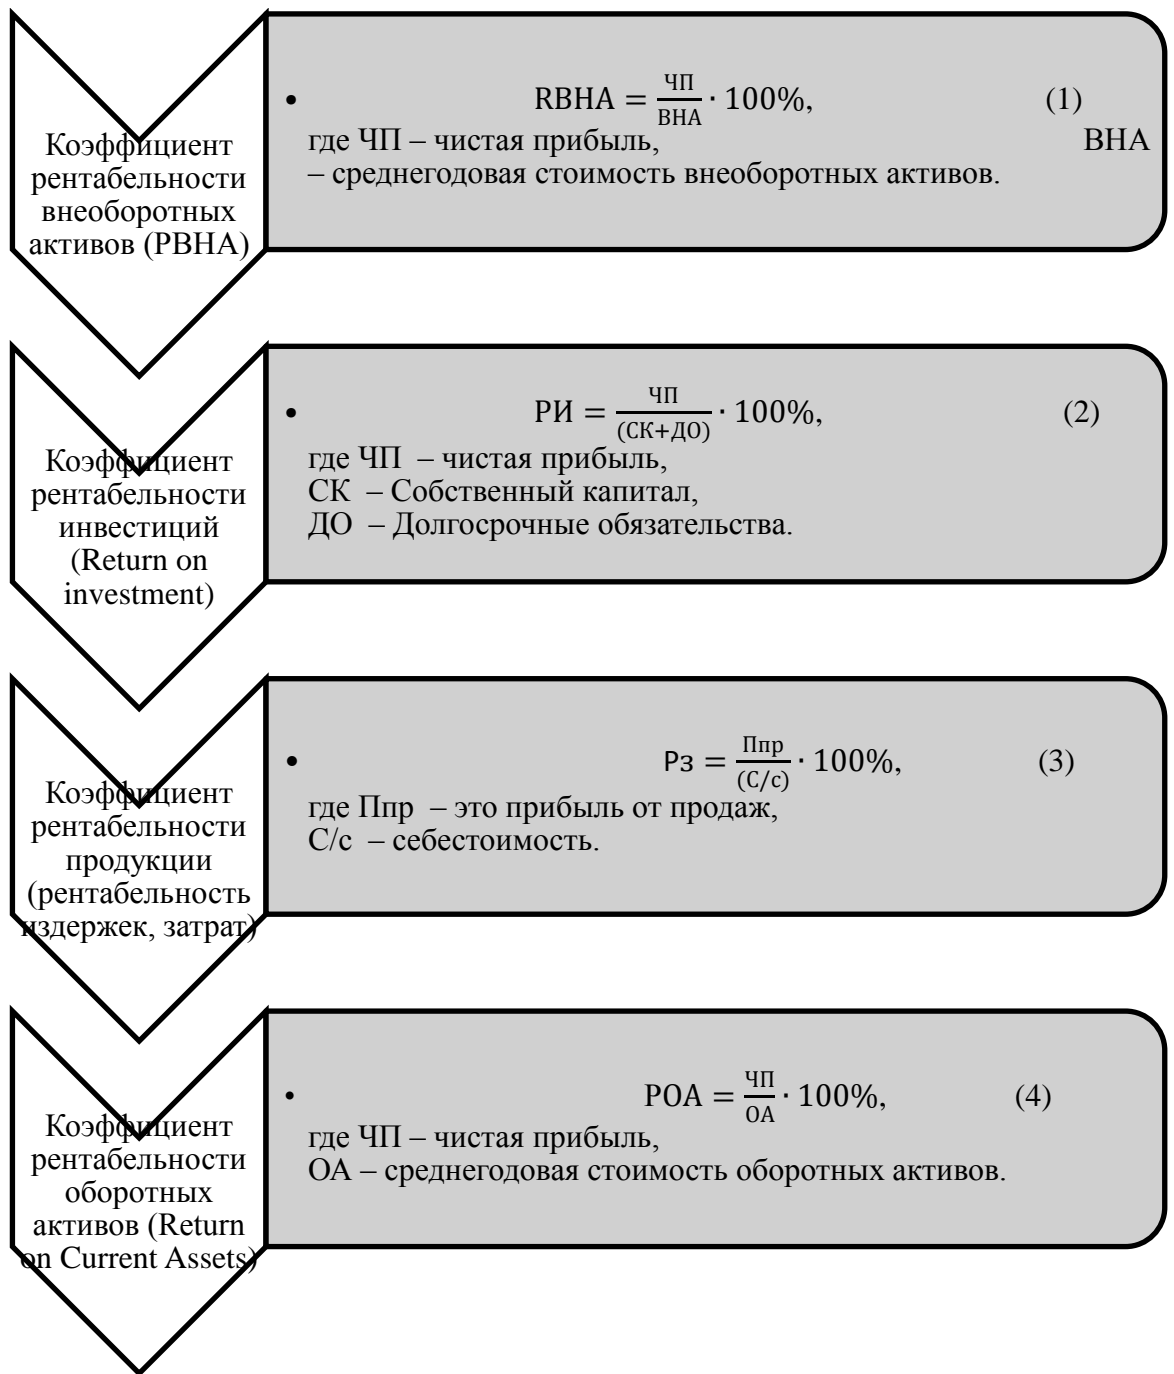 Коэффициент
рентабельности
внеоборотных
активов (РВНА)
• RВНА = ЧП/ВНА · 100%, (1)
где ЧП – чистая прибыль, ВНА
– среднегодовая стоимость внеоборотных активов.
Коэффициент
рентабельности
инвестиций
(Return on
investment)
• РИ = ЧП/(СК+ДО) · 100%, (2)
где ЧП – чистая прибыль,
СК – Собственный капитал,
ДО – Долгосрочные обязательства.
Коэффициент
рентабельности
продукции
(рентабельность
издержек, затрат)
• Рз = Ппр/(С/с) · 100%, (3)
где Ппр – это прибыль от продаж,
С/с – себестоимость.
Коэффициент
рентабельности
оборотных
активов (Return
on Current Assets)
• РОА = ЧП/ОА · 100%, (4)
где ЧП – чистая прибыль,
ОА – среднегодовая стоимость оборотных активов.